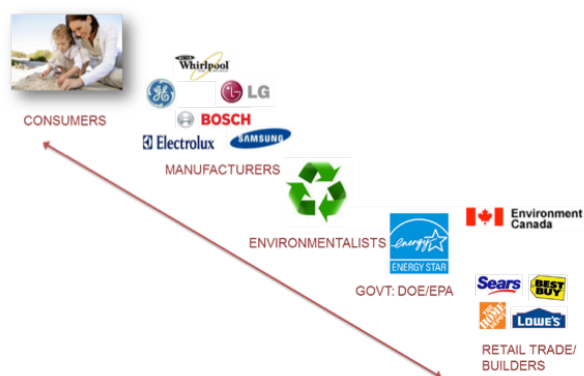 Whirlpool
GE
LG
BOSCH
Electrolux
SAMSUNG
CONSUMERS
MANUFACTURERS
ENVIRONMENTALISTS
energy
ENERGY STAR
Environment
Canada
GOVT: DOE/EPA
Sears
BEST
BUY
THE
HOME
DEPOT
LOWE'S
RETAIL TRADE/
BUILDERS